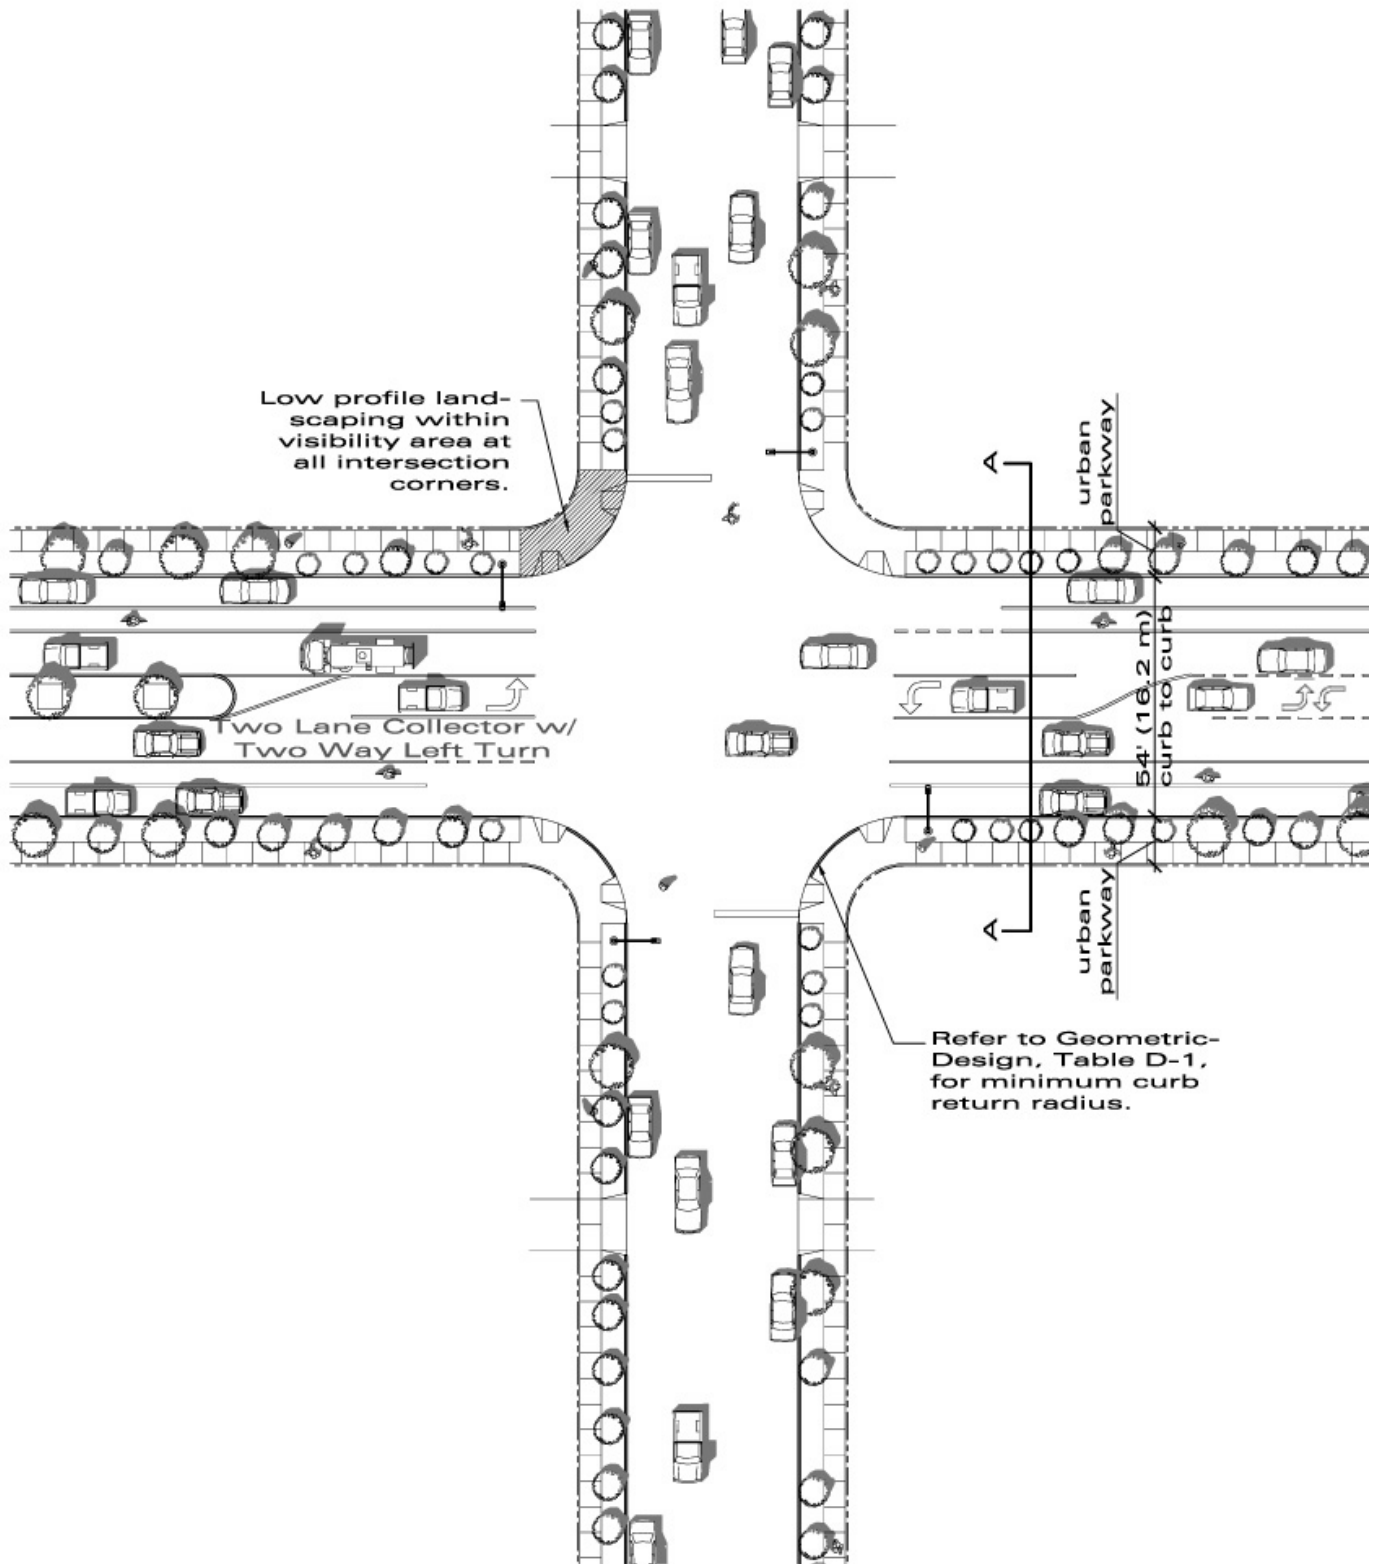 Low profile land-
scaping within
visibility area at
all intersection
corners.
A
urban
parkway
Two Lane Collector w/
Two Way Left Turn
54' (16.2 m)
curb to curb
A
urban
parkway
Refer to Geometric-
Design, Table D-1,
for minimum curb
return radius.